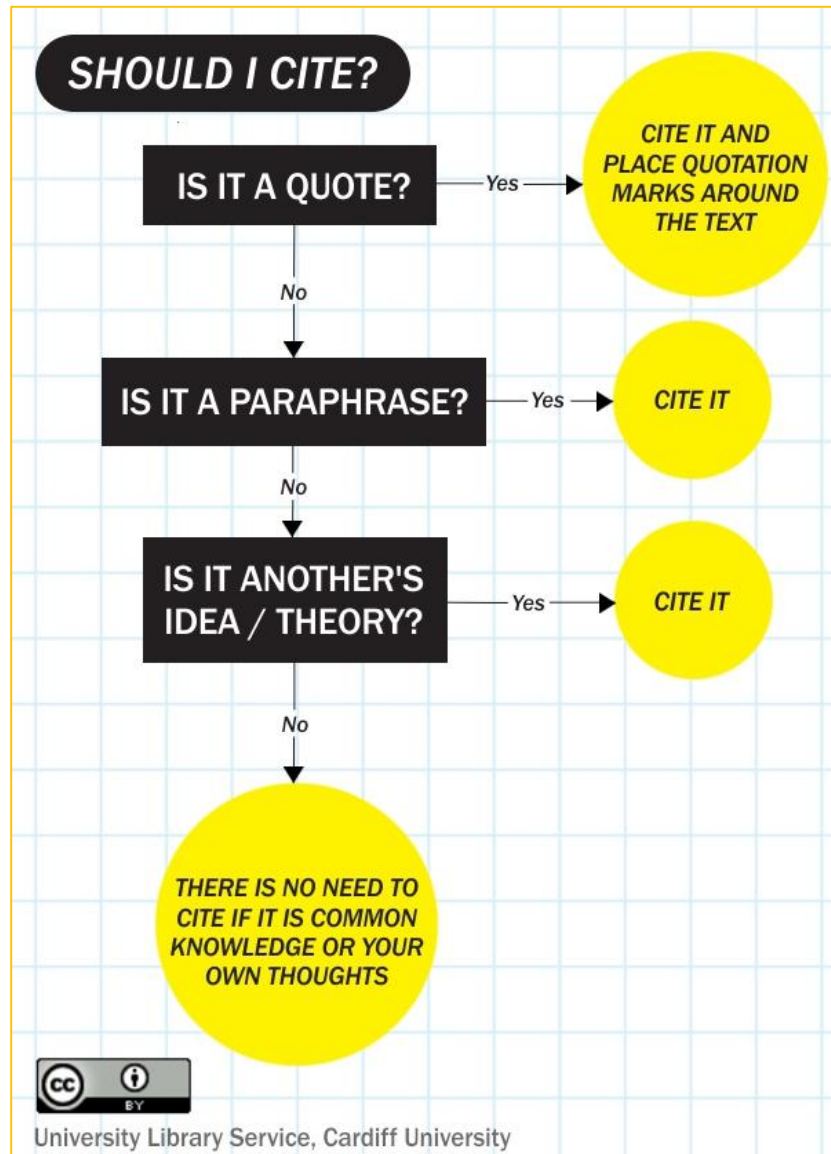 SHOULD I CITE?
IS IT A QUOTE?
Yes
CITE IT AND
PLACE QUOTATION
MARKS AROUND
THE TEXT
No
IS IT A PARAPHRASE?
Yes
CITE IT
No
IS IT ANOTHER'S
IDEA / THEORY?
Yes
CITE IT
No
THERE IS NO NEED TO
CITE IF IT IS COMMON
KNOWLEDGE OR YOUR
OWN THOUGHTS
cc
BY
University Library Service, Cardiff University